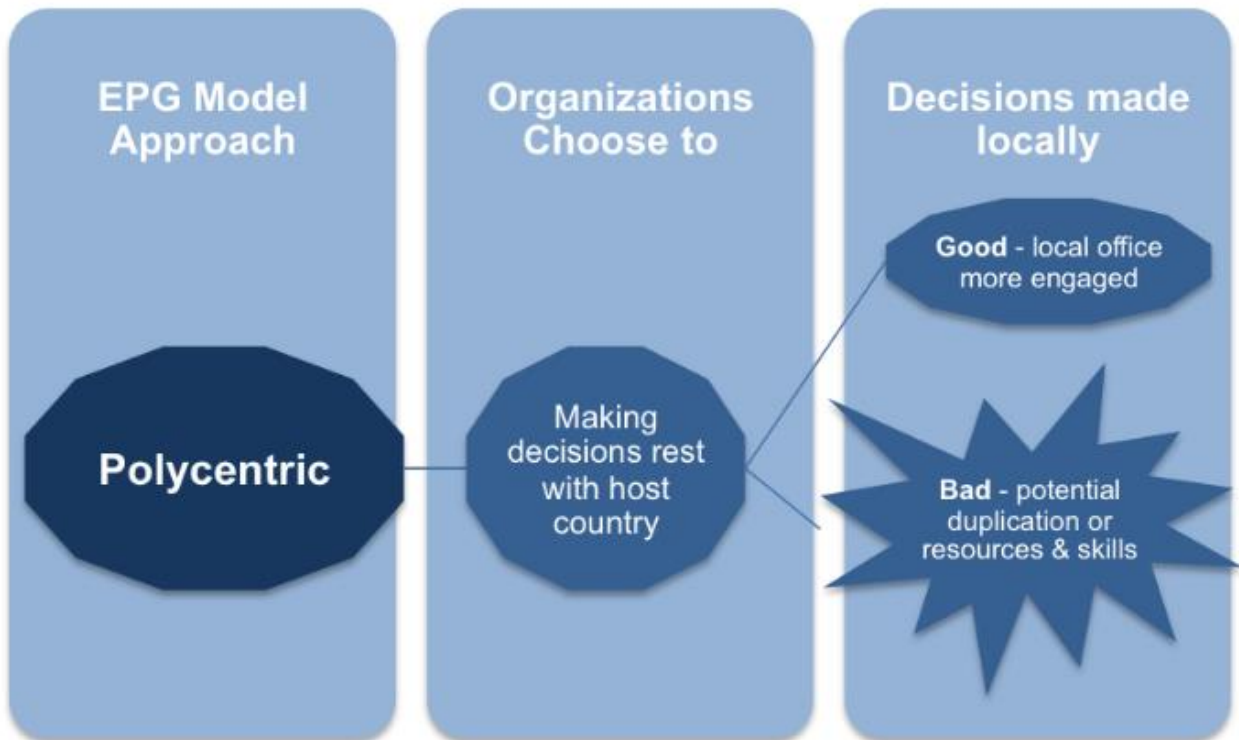 EPG Model
Approach
Polycentric
Organizations
Choose to
Making
decisions rest
with host
country
Decisions made
locally
Good - local office
more engaged
Bad - potential
duplication or
resources & skills